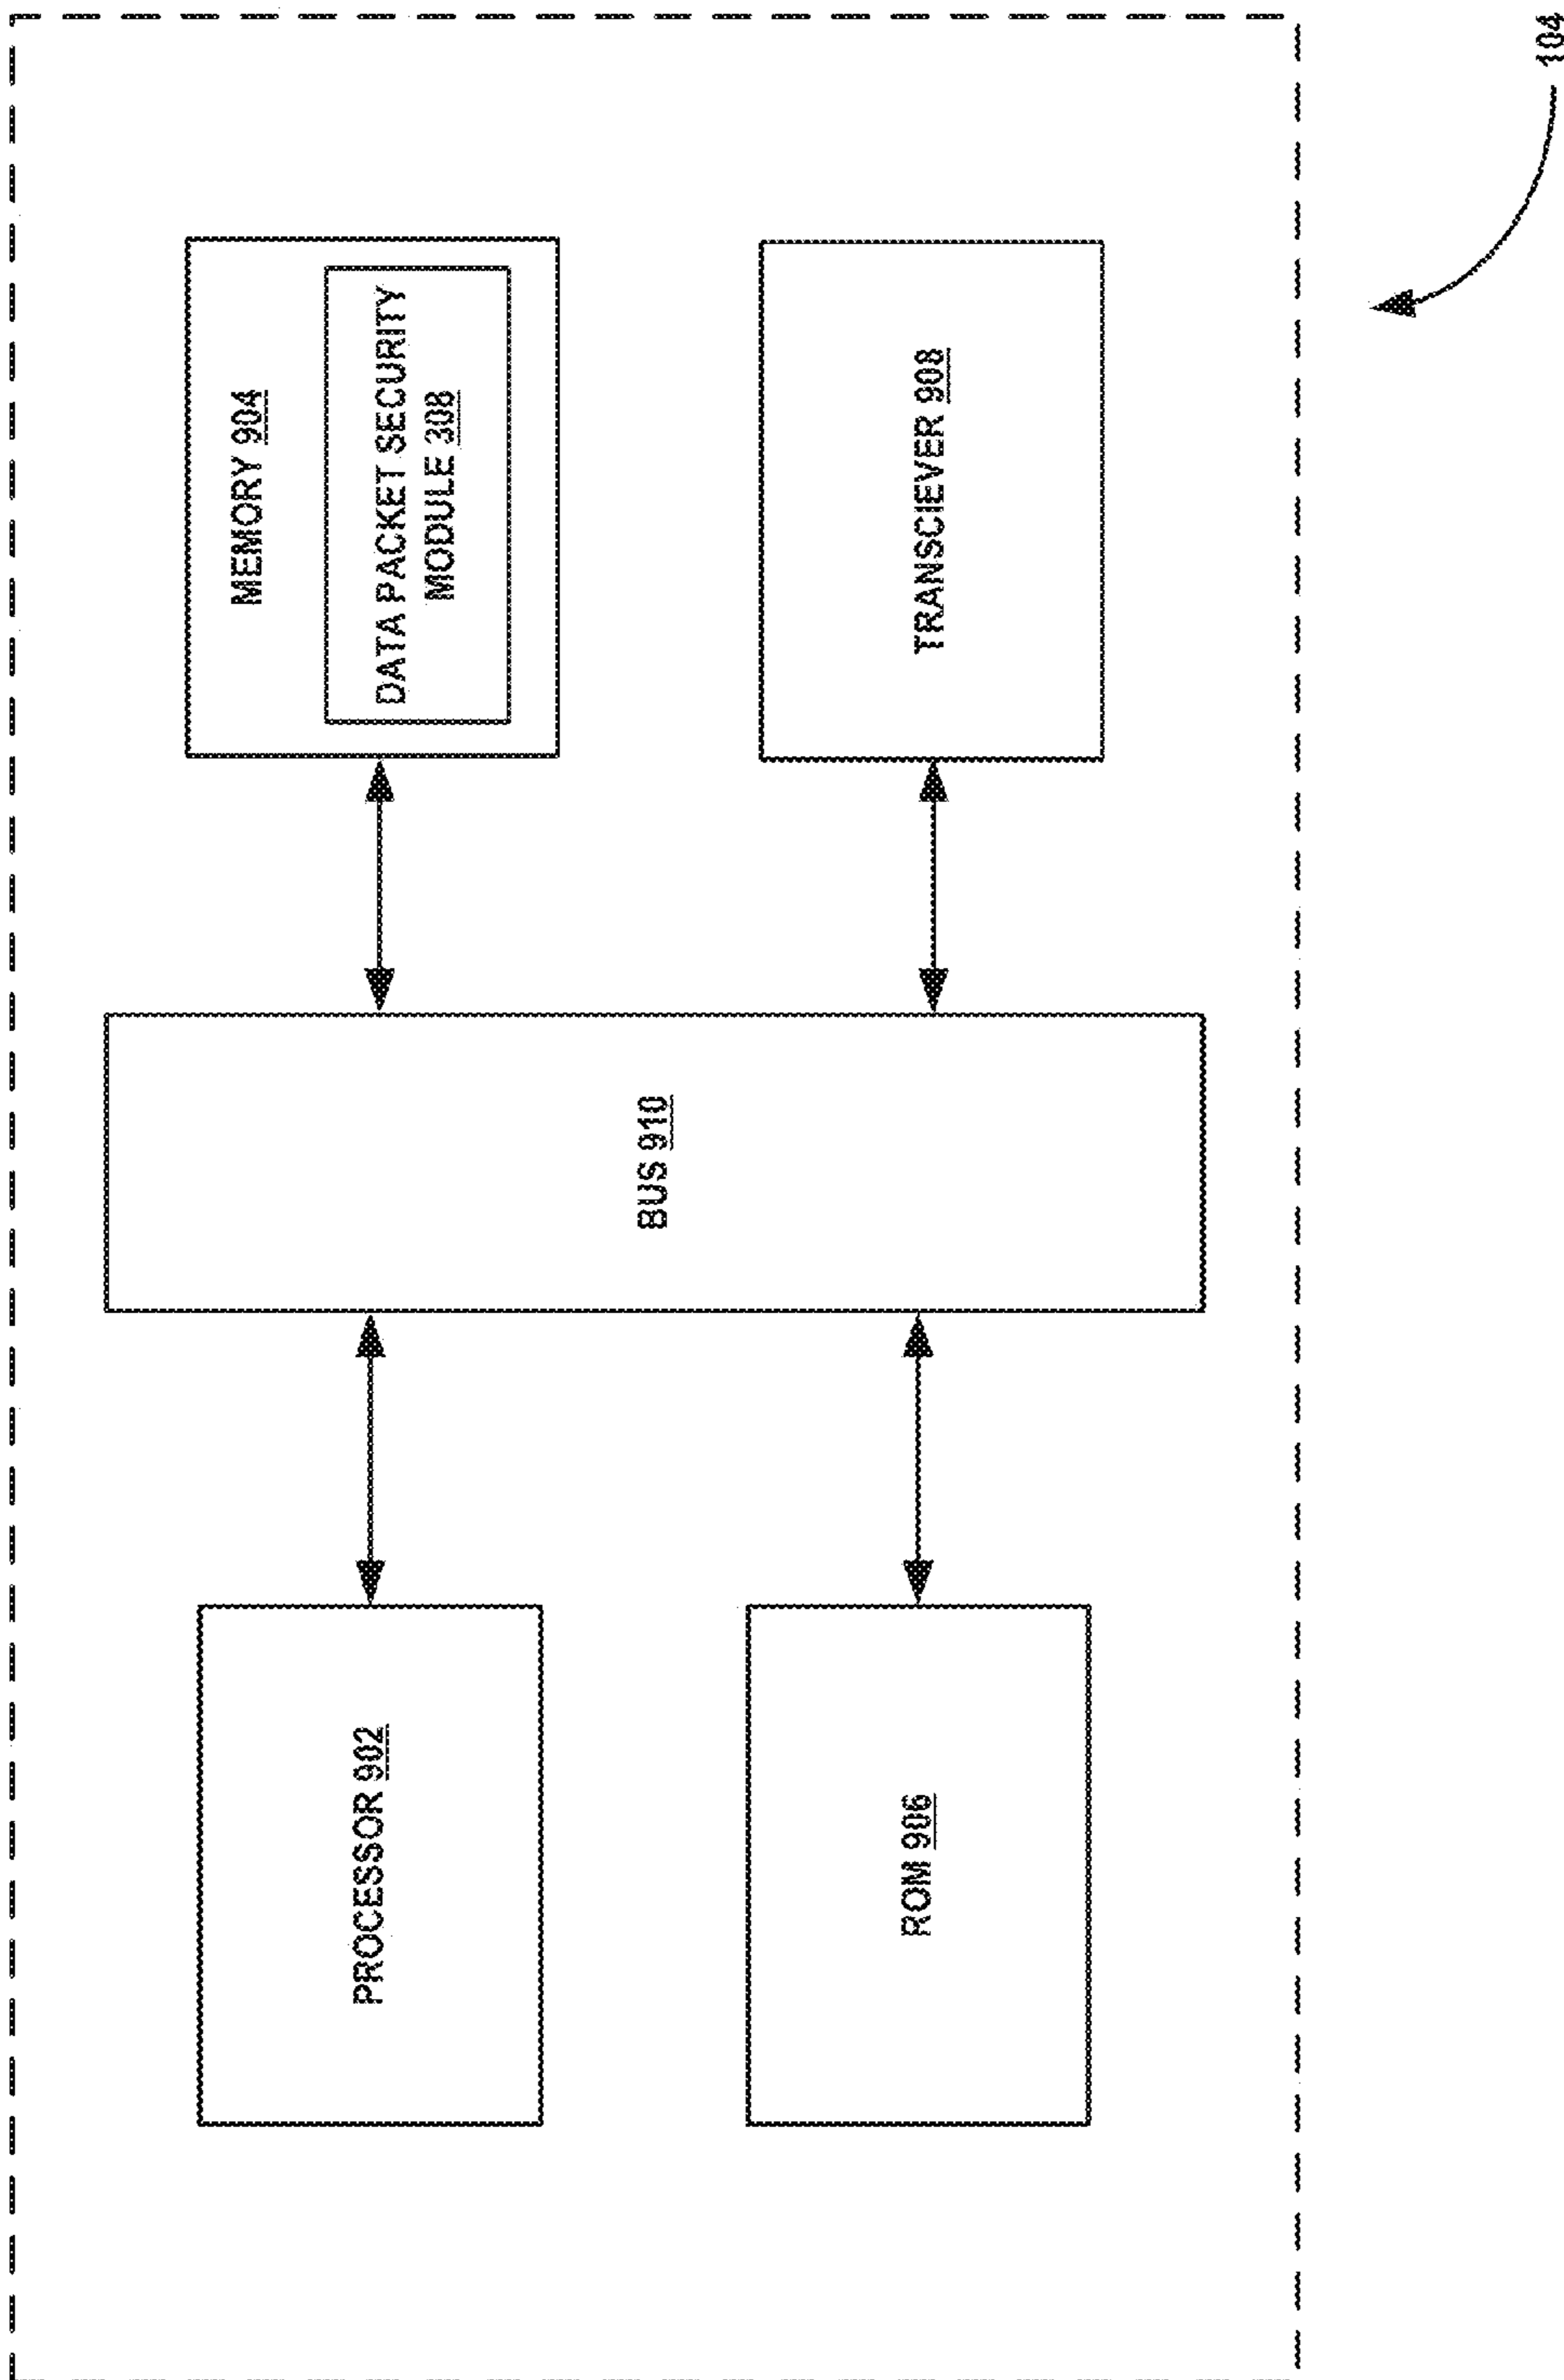 104
PROCESSOR 902
BUS 910
MEMORY 904
DATA PACKET SECURITY
MODULE 308
ROM 906
TRANSCIEVER 908